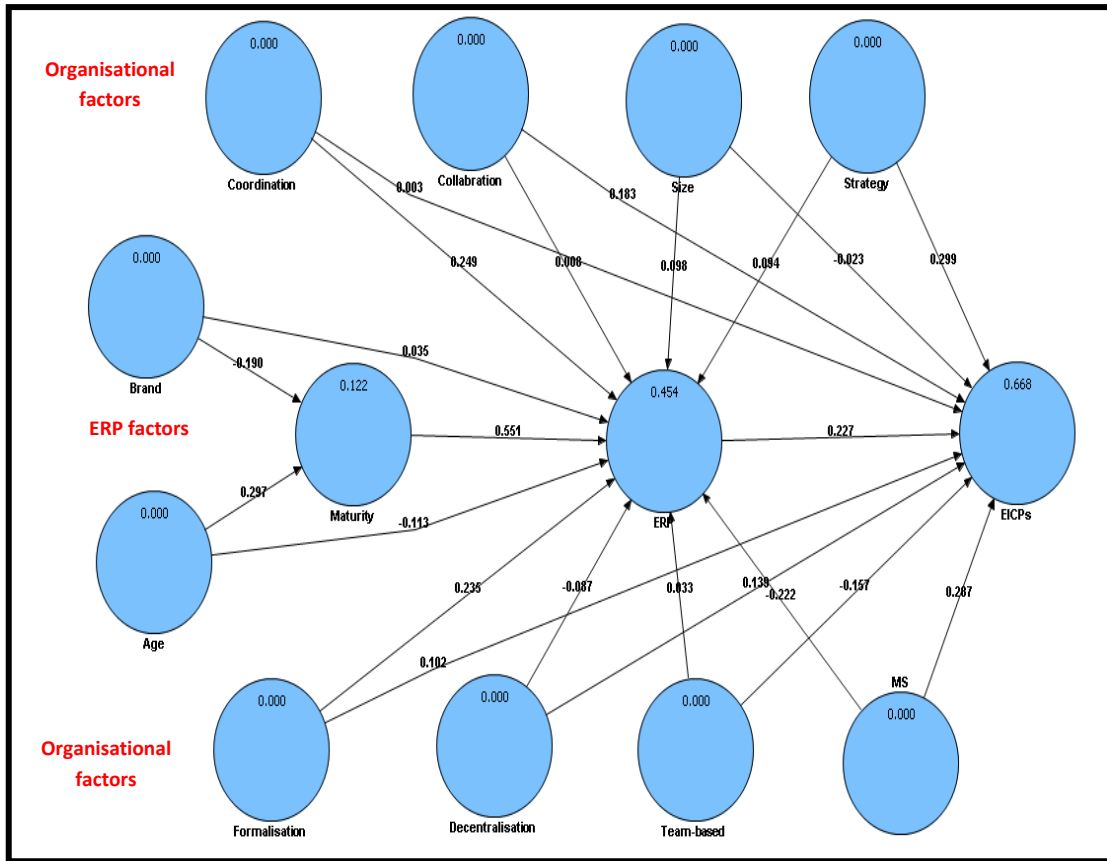 0.000
0.000
0.000
0.000
Organisational
factors
Coordination
Collabration
Size
Strategy
0.003
0.183
0.249
0.008
0.098
0.094
-0.023
0.299
0.000
Brand
0.035
-0.190
0.122
0.454
0.668
ERP factors
0.551
0.227
0.297
Maturity
ERP
EICPs
0.000
-0.113
Age
0.235
-0.087
0.033
0.139
-0.222
-0.157
0.287
0.102
0.000
0.000
0.000
MS
0.000
Organisational
factors
Formalisation
Decentralisation
Team-based